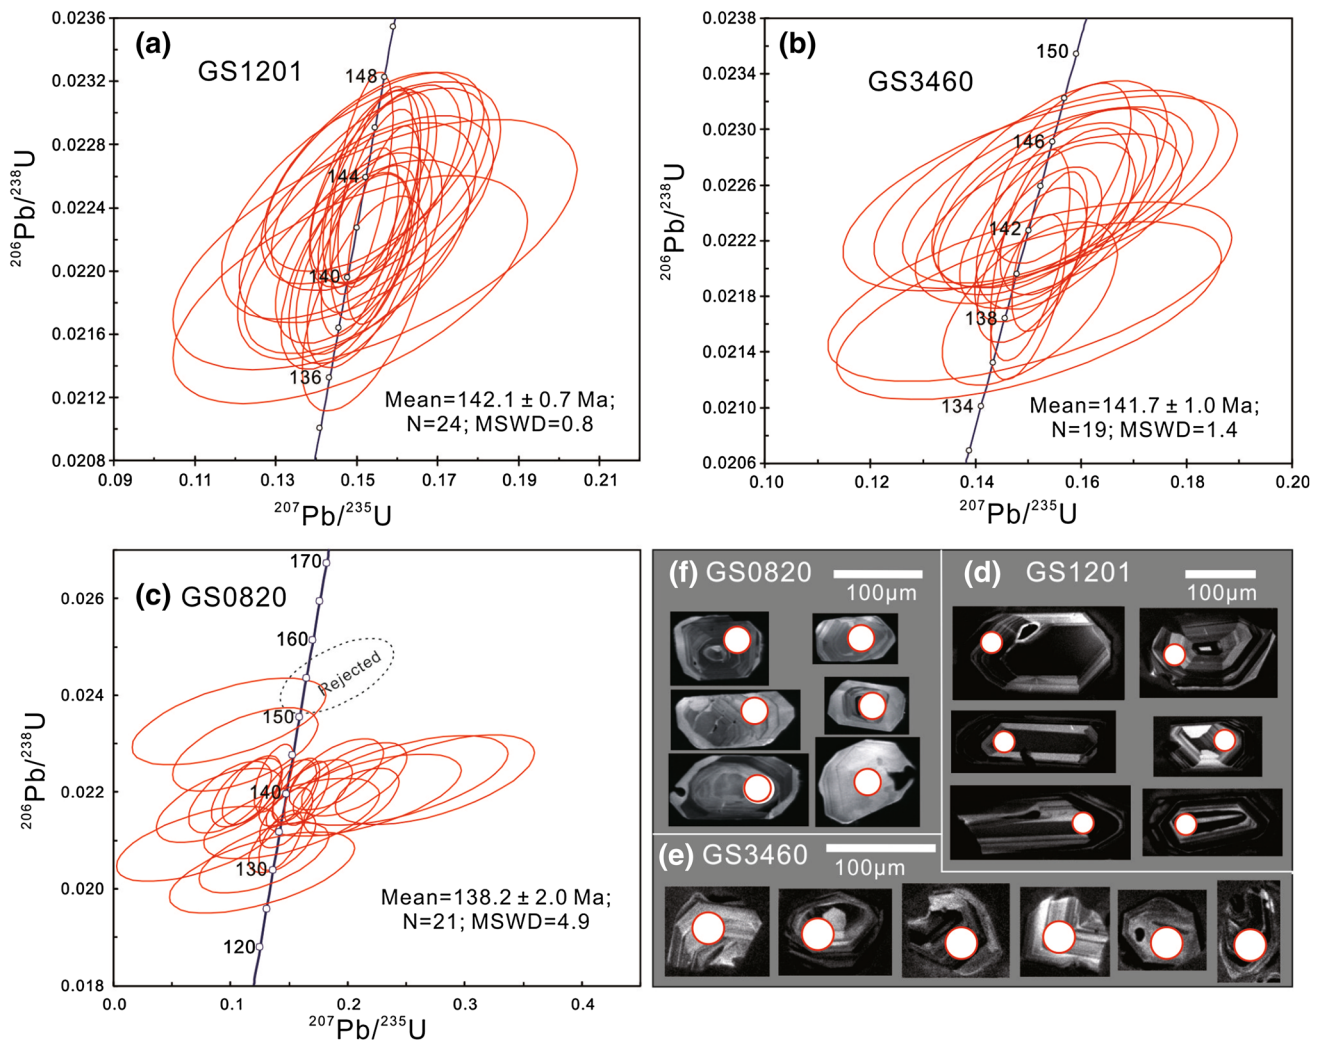 (a)
GS1201
0.0236
0.0232
0.0228
0.0224
0.0220
0.0216
0.0212
0.0208
206Pb/238U
148
144
140
136
Mean=142.1 ± 0.7 Ma;
N=24; MSWD=0.8
0.09 0.11 0.13 0.15 0.17 0.19 0.21
207Pb/235U
(b)
GS3460
0.0238
0.0234
0.0230
0.0226
0.0222
0.0218
0.0214
0.0210
0.0206
206Pb/238U
150
146
142
138
134
Mean=141.7 ± 1.0 Ma;
N=19; MSWD=1.4
0.10 0.12 0.14 0.16 0.18 0.20
207Pb/235U
(c) GS0820
0.026
0.024
0.022
0.020
0.018
206Pb/238U
170
160
150
140
130
120
Rejected
Mean=138.2 ± 2.0 Ma;
N=21; MSWD=4.9
0.0 0.1 0.2 0.3 0.4
207Pb/235U
(f) GS0820
100µm
(d) GS1201
100µm
(e) GS3460
100µm